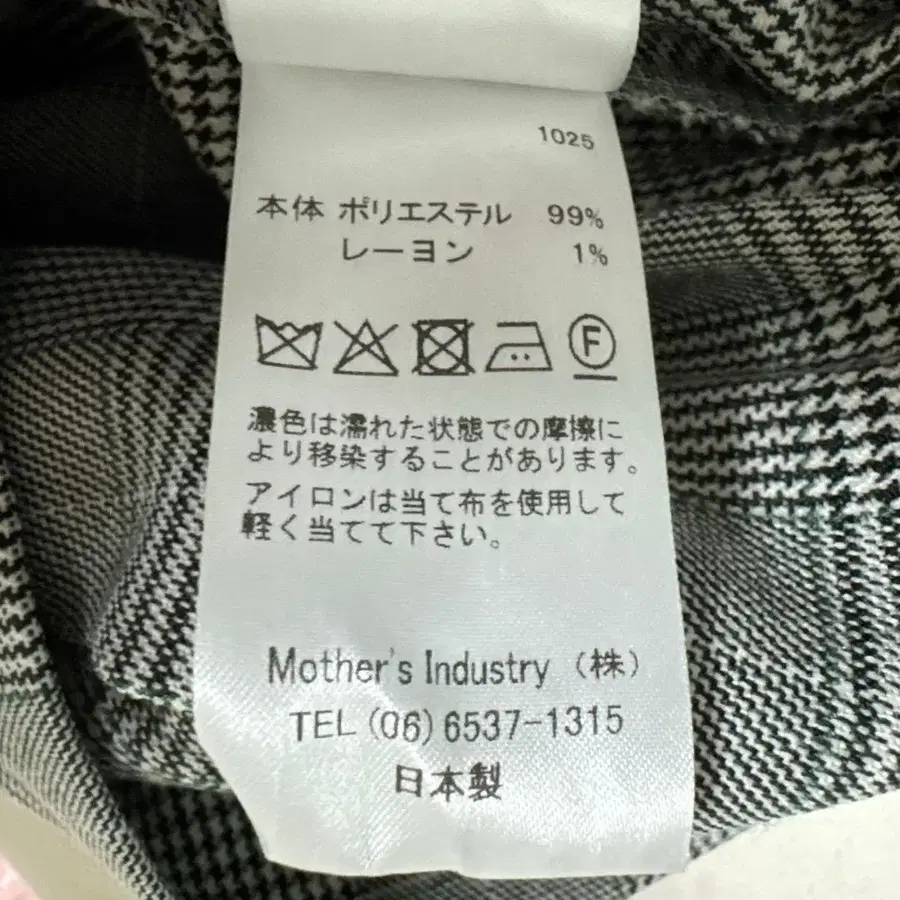 1025
本体 ポリエステル 99%
レーヨン 1%
F
濃色は濡れた状態での摩擦に
より移染することがあります。
アイロンは当て布を使用して
軽く当てて下さい。
Mother's Industry (株)
TEL (06) 6537-1315
日本製